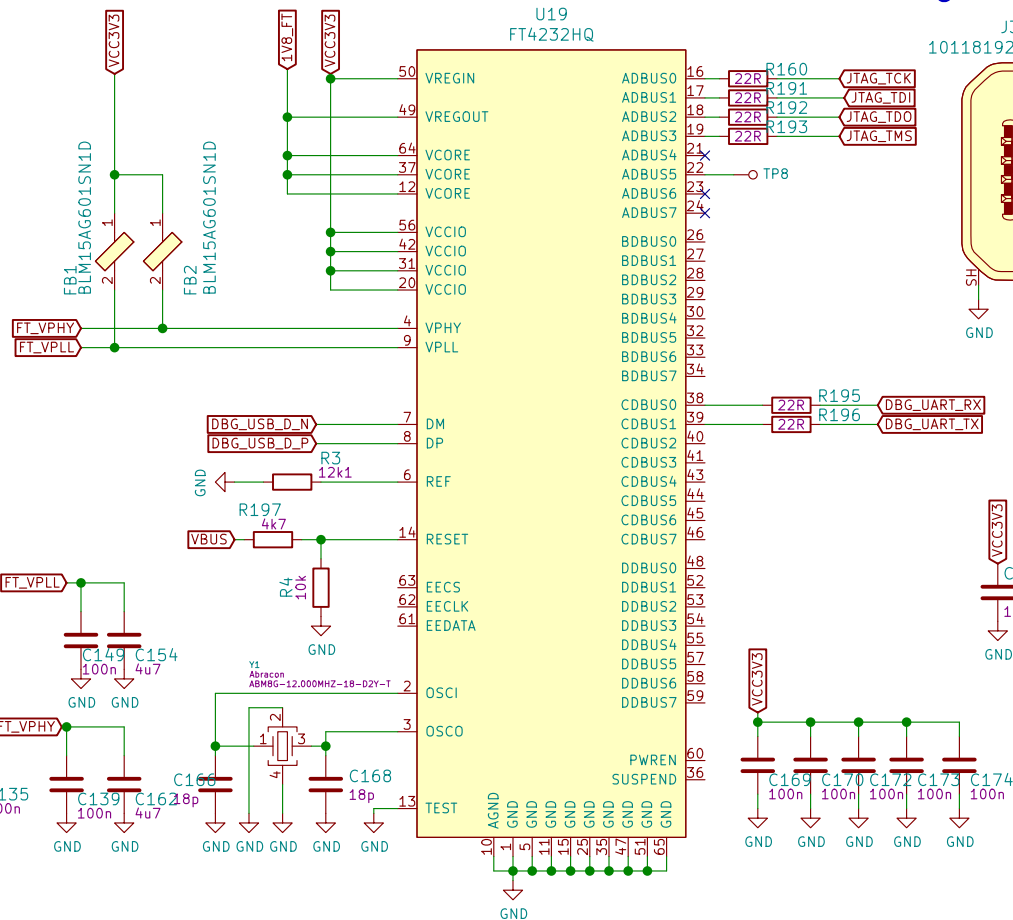 U19
FT4232HQ
VCC3V3
1V8_FT
VCC3V3
10118192
50 VREGIN
49 VREGOUT
64 VCORE
37 VCORE
12 VCORE
56 VCCIO
42 VCCIO
31 VCCIO
20 VCCIO
4 VPHY
9 VPLL
7 DM
8 DP
6 REF
14 RESET
63 EECS
62 EECLK
61 EEDATA
2 OSCI
3 OSCO
13 TEST
ADBUS0 16
ADBUS1 17
ADBUS2 18
ADBUS3 19
ADBUS4 21
ADBUS5 22
ADBUS6 23
ADBUS7 24
BDBUS0 26
BDBUS1 27
BDBUS2 28
BDBUS3 29
BDBUS4 30
BDBUS5 32
BDBUS6 33
BDBUS7 34
CDBUS0 38
CDBUS1 39
CDBUS2 40
CDBUS3 41
CDBUS4 43
CDBUS5 44
CDBUS6 45
CDBUS7 46
DDBUS0 48
DDBUS1 52
DDBUS2 53
DDBUS3 54
DDBUS4 55
DDBUS5 57
DDBUS6 58
DDBUS7 59
PWREN 60
SUSPEND 36
AGND 10
GND 1
GND 5
GND 11
GND 15
GND 25
GND 35
GND 47
GND 51
GND 65
GND
22R R160 JTAG_TCK
22R R191 JTAG_TDI
22R R192 JTAG_TDO
22R R193 JTAG_TMS
TP8
22R R195 DBG_UART_RX
22R R196 DBG_UART_TX
SH
GND
FB1
BLM15AG601SN1D
1
2
FB2
BLM15AG601SN1D
1
2
FT_VPHY
FT_VPLL
DBG_USB_D_N
DBG_USB_D_P
GND
R3
12k1
R197
4k7
VBUS
R4
10k
GND
FT_VPLL
C149
100n
C154
4u7
GND
GND
Y1
Abracon
ABM8G-12.000MHZ-18-D2Y-T
1
2
3
4
FT_VPHY
C139
100n
C162
4u7
GND
GND
C166
18p
C168
18p
GND
GND
GND
GND
GND
VCC3V3
GND
VCC3V3
C169
100n
C170
100n
C172
100n
C173
100n
C174
100n
GND
GND
GND
GND
GND